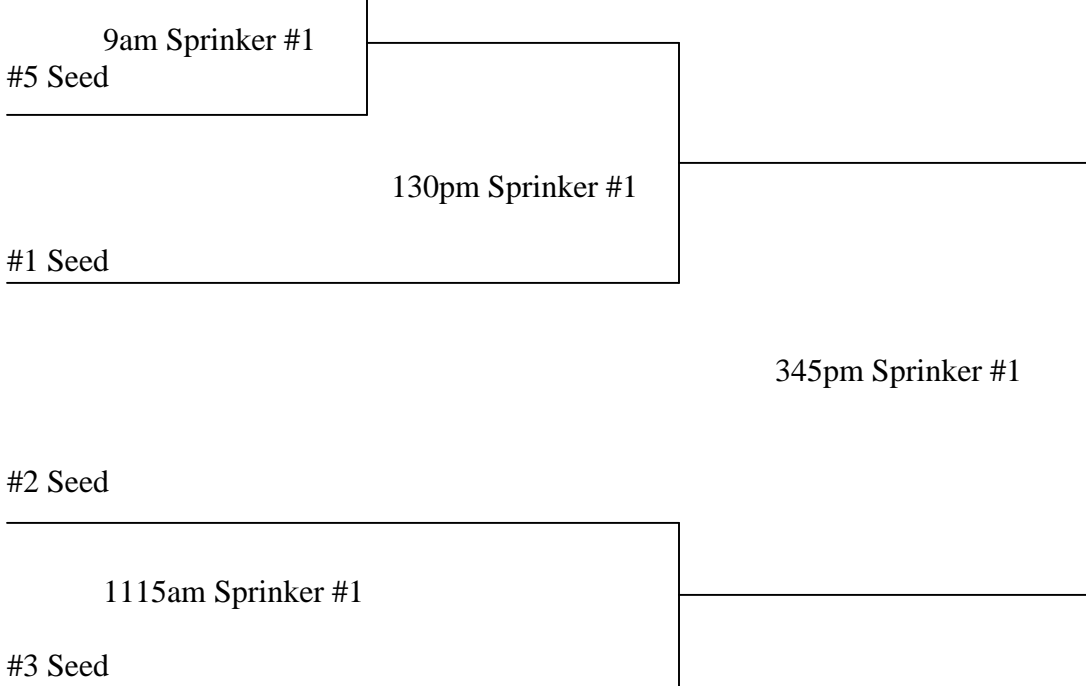 9am Sprinker #1
#5 Seed
130pm Sprinker #1
#1 Seed
345pm Sprinker #1
#2 Seed
1115am Sprinker #1
#3 Seed